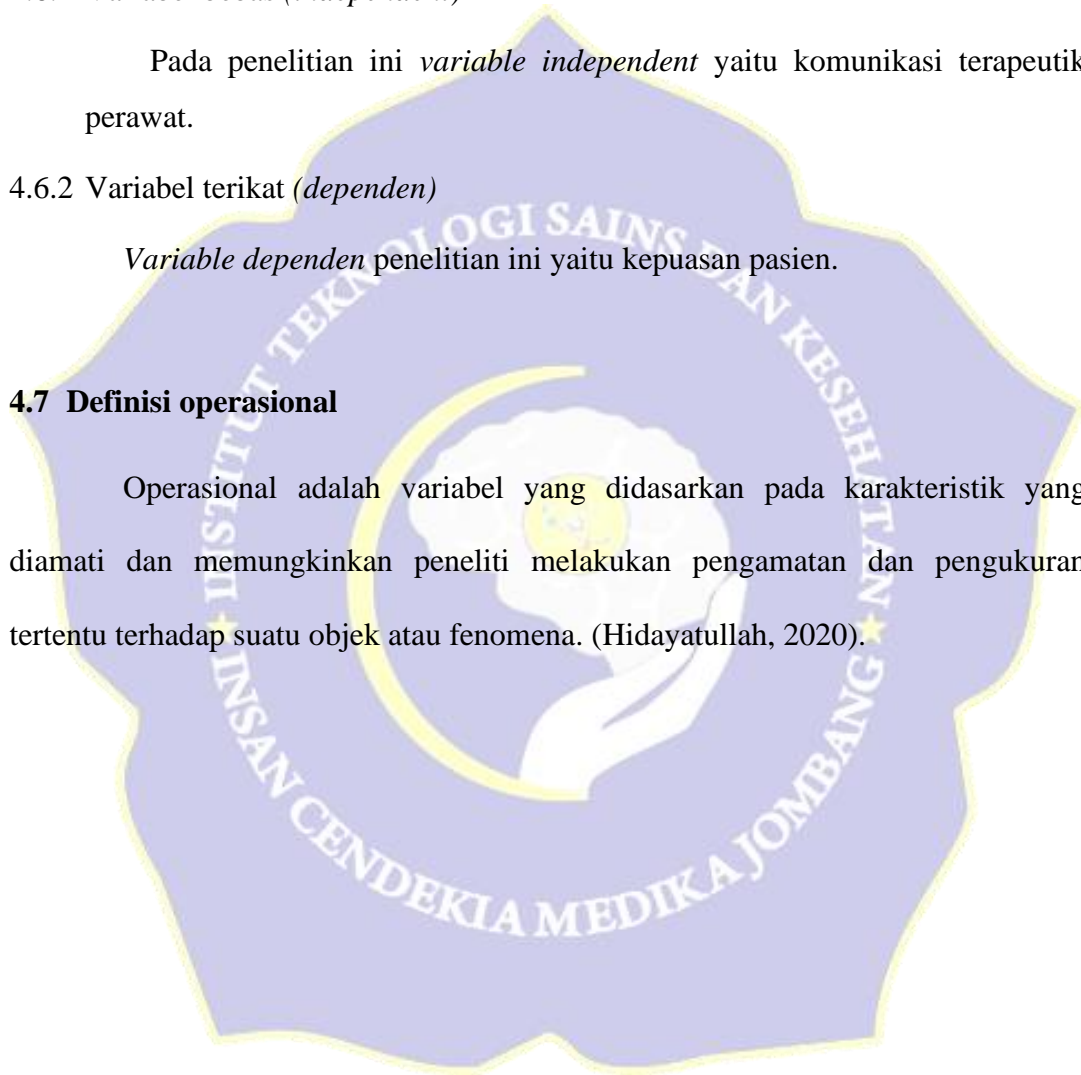 Pada penelitian ini variable independent yaitu komunikasi terapeutik
perawat.
4.6.2 Variabel terikat (dependen)
Variable dependen penelitian ini yaitu kepuasan pasien.
4.7 Definisi operasional
Operasional adalah variabel yang didasarkan pada karakteristik yang
diamati dan memungkinkan peneliti melakukan pengamatan dan pengukuran
tertentu terhadap suatu objek atau fenomena. (Hidayatullah, 2020).
INSTITUT TEKNOLOGI SAINS DAN KESEHATAN
INSAN CENDEKIA MEDIKA JOMBANG